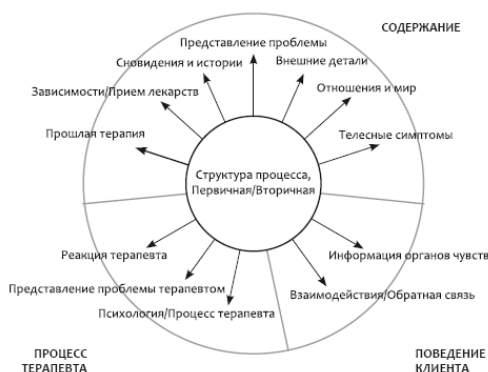 СОДЕРЖАНИЕ
Представление проблемы
Сновидения и истории
Внешние детали
Зависимости/Прием лекарств
Отношения и мир
Прошлая терапия
Телесные симптомы
Структура процесса,
Первичная/Вторичная
Реакция терапевта
Информация органов чувств
Представление проблемы терапевтом
Взаимодействия/Обратная связь
Психология/Процесс терапевта
ПРОЦЕСС
ТЕРАПЕВТА
ПОВЕДЕНИЕ
КЛИЕНТА